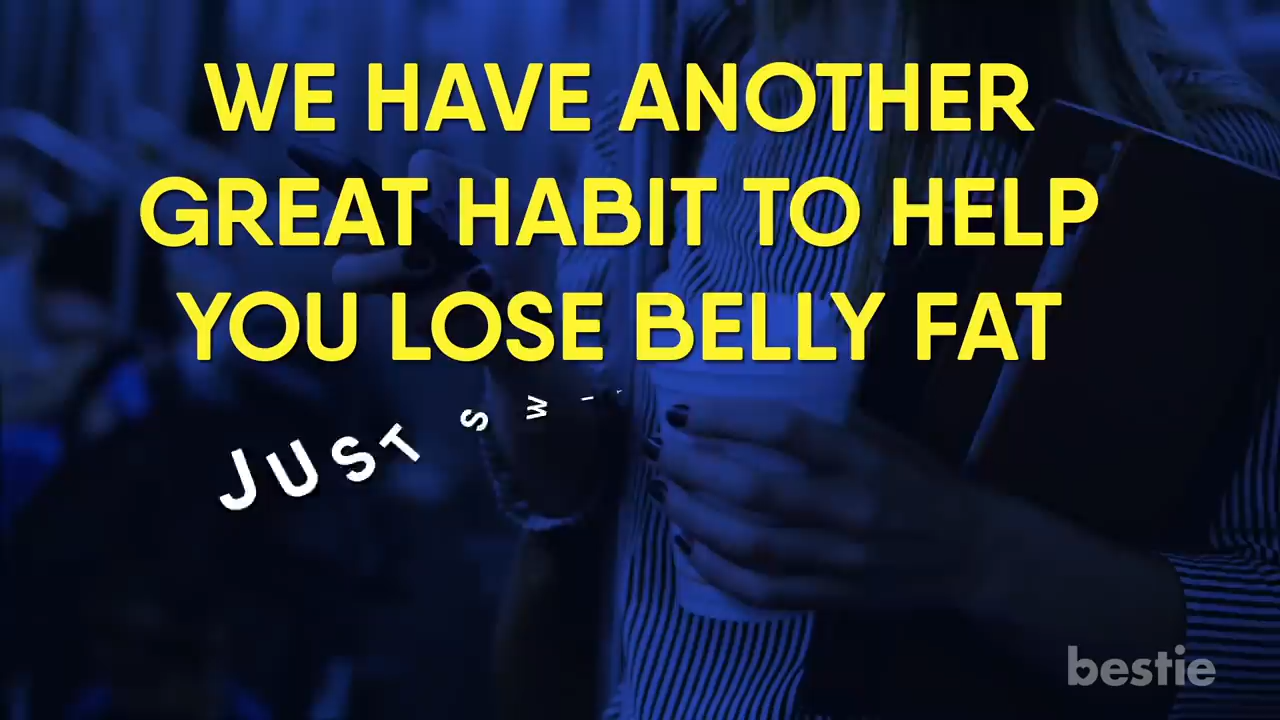 WE HAVE ANOTHER
GREAT HABIT TO HELP
YOU LOSE BELLY FAT
JUST
bestie